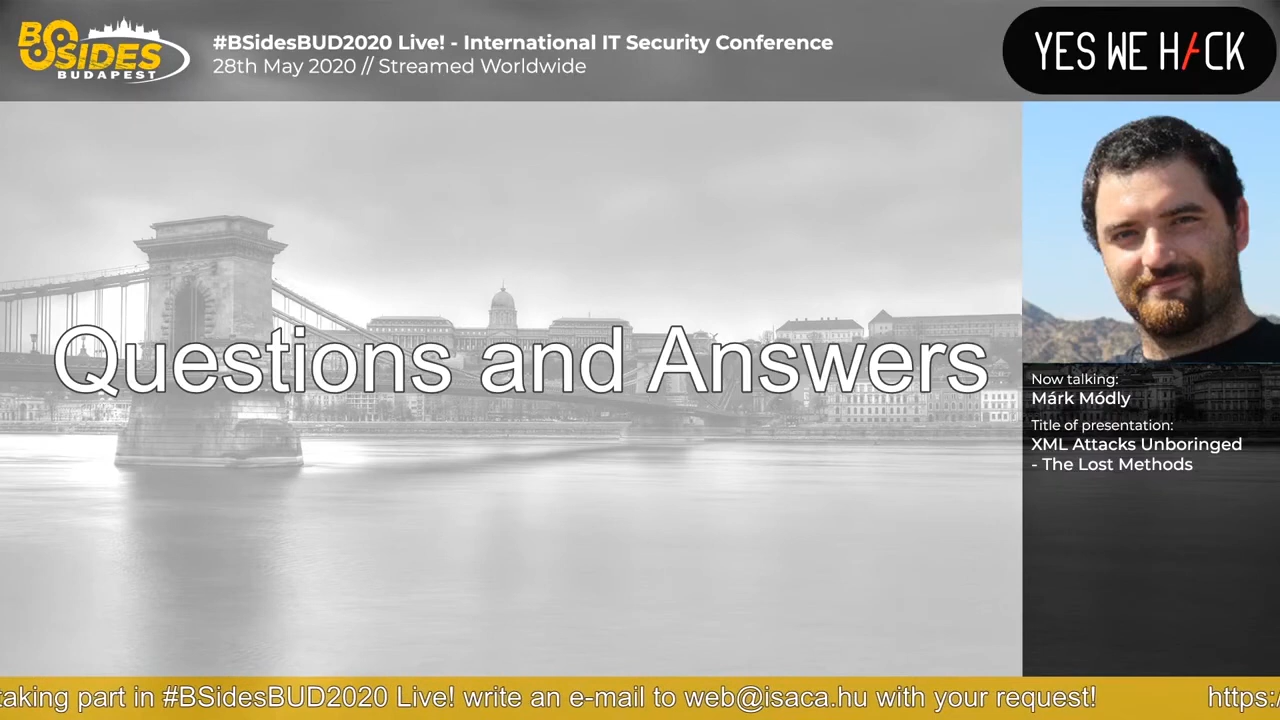 BSIDES
BUDAPEST
#BSidesBUD2020 Live! - International IT Security Conference
28th May 2020 // Streamed Worldwide
YES WE H/CK
Questions and Answers
Now talking:
Márk Módly
Title of presentation:
XML Attacks Unboringed
- The Lost Methods
taking part in #BSidesBUD2020 Live! write an e-mail to web@isaca.hu with your request! https:/